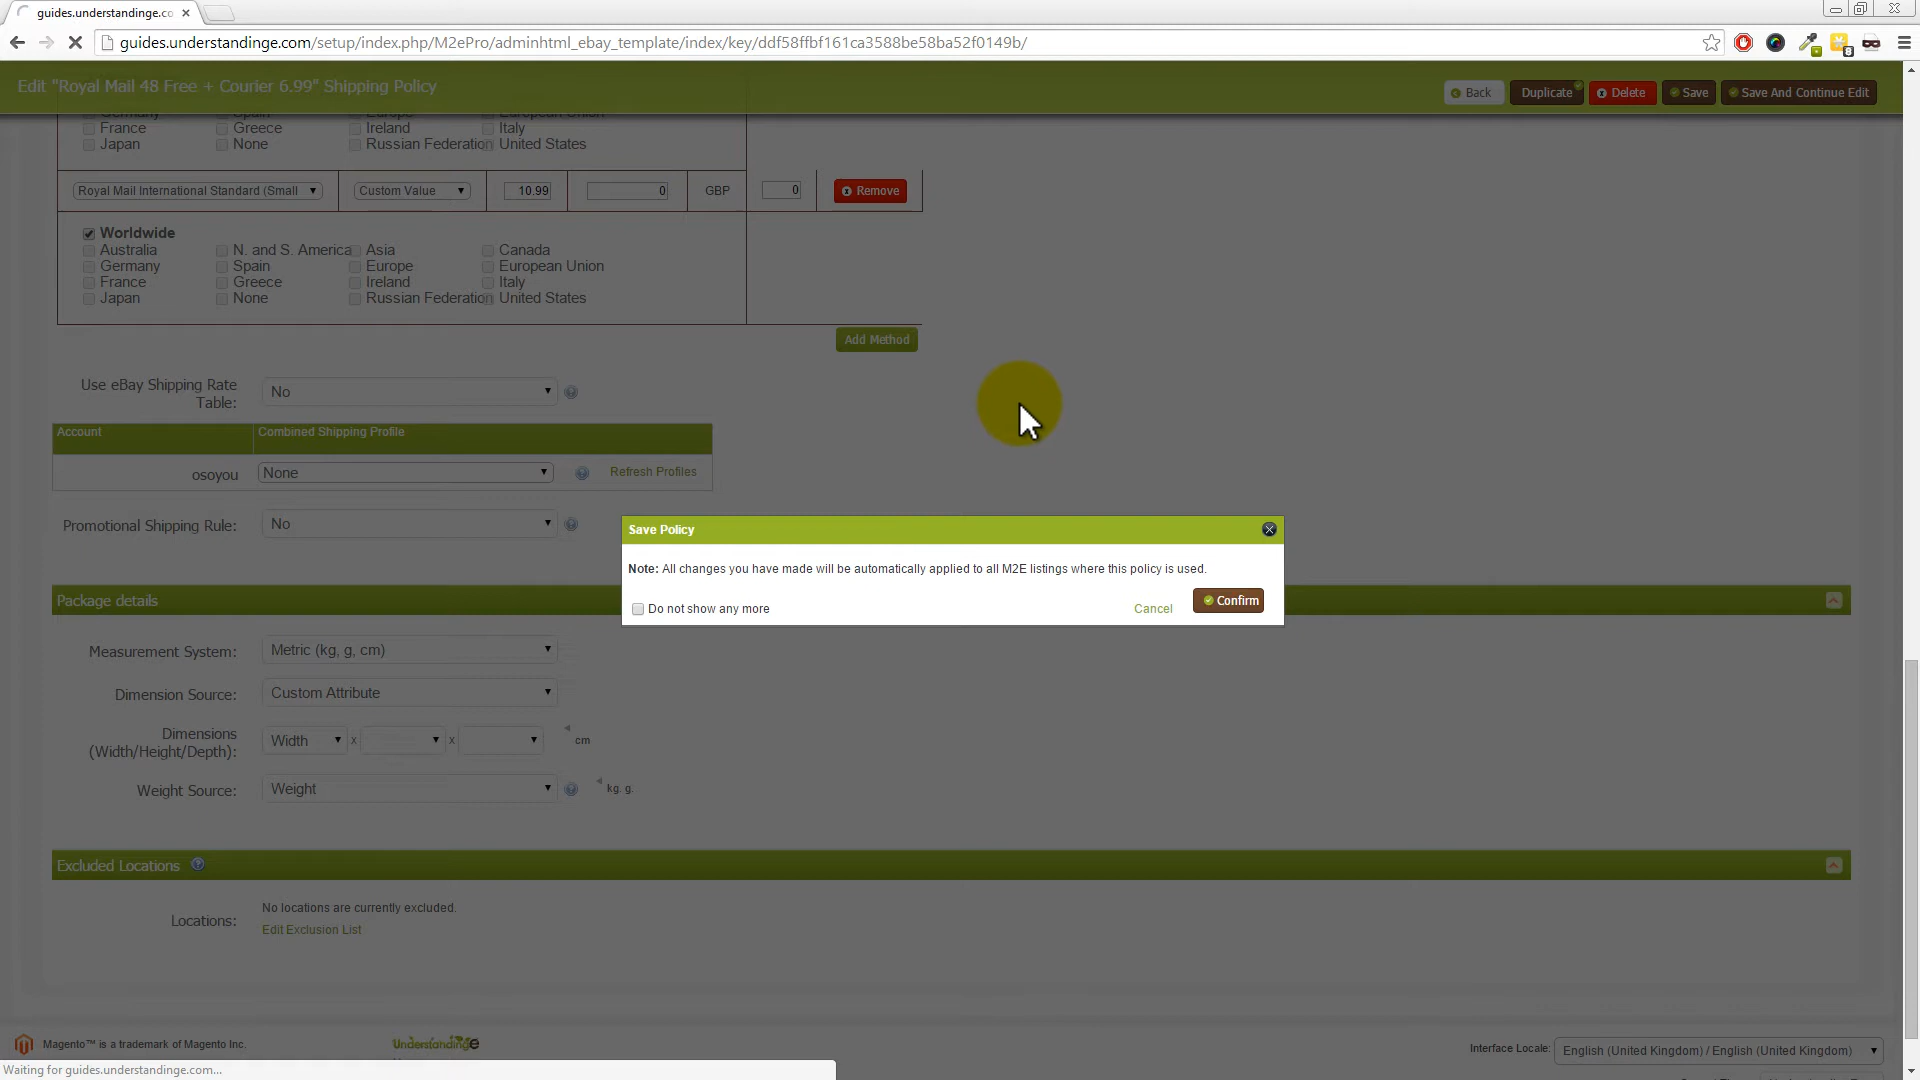 guides.understandinge.co
guides.understandinge.com/setup/index.php/M2ePro/adminhtml_ebay_template/index/key/ddf58ffbf161ca3588be58ba52f0149b/
8
Edit "Royal Mail 48 Free + Courier 6.99" Shipping Policy
Back Duplicate Delete Save Save And Continue Edit
Germany Spain Europe European Union
France Greece Ireland Italy
Japan None Russian Federation United States
Royal Mail International Standard (Small Custom Value 10.99 0 GBP 0 Remove
Worldwide
Australia N. and S. America Asia Canada
Germany Spain Europe European Union
France Greece Ireland Italy
Japan None Russian Federation United States
Add Method
Use eBay Shipping Rate
Table: No
Account Combined Shipping Profile
osoyou None Refresh Profiles
Promotional Shipping Rule: No
Save Policy
Note: All changes you have made will be automatically applied to all M2E listings where this policy is used.
Do not show any more Cancel Confirm
Package details
Measurement System: Metric (kg, g, cm)
Dimension Source: Custom Attribute
Dimensions
(Width/Height/Depth): Width x x cm
Weight Source: Weight kg. g.
Excluded Locations
Locations: No locations are currently excluded.
Edit Exclusion List
Magento™ is a trademark of Magento Inc.
UnderstandingE
Interface Locale: English (United Kingdom) / English (United Kingdom)
Waiting for guides.understandinge.com...